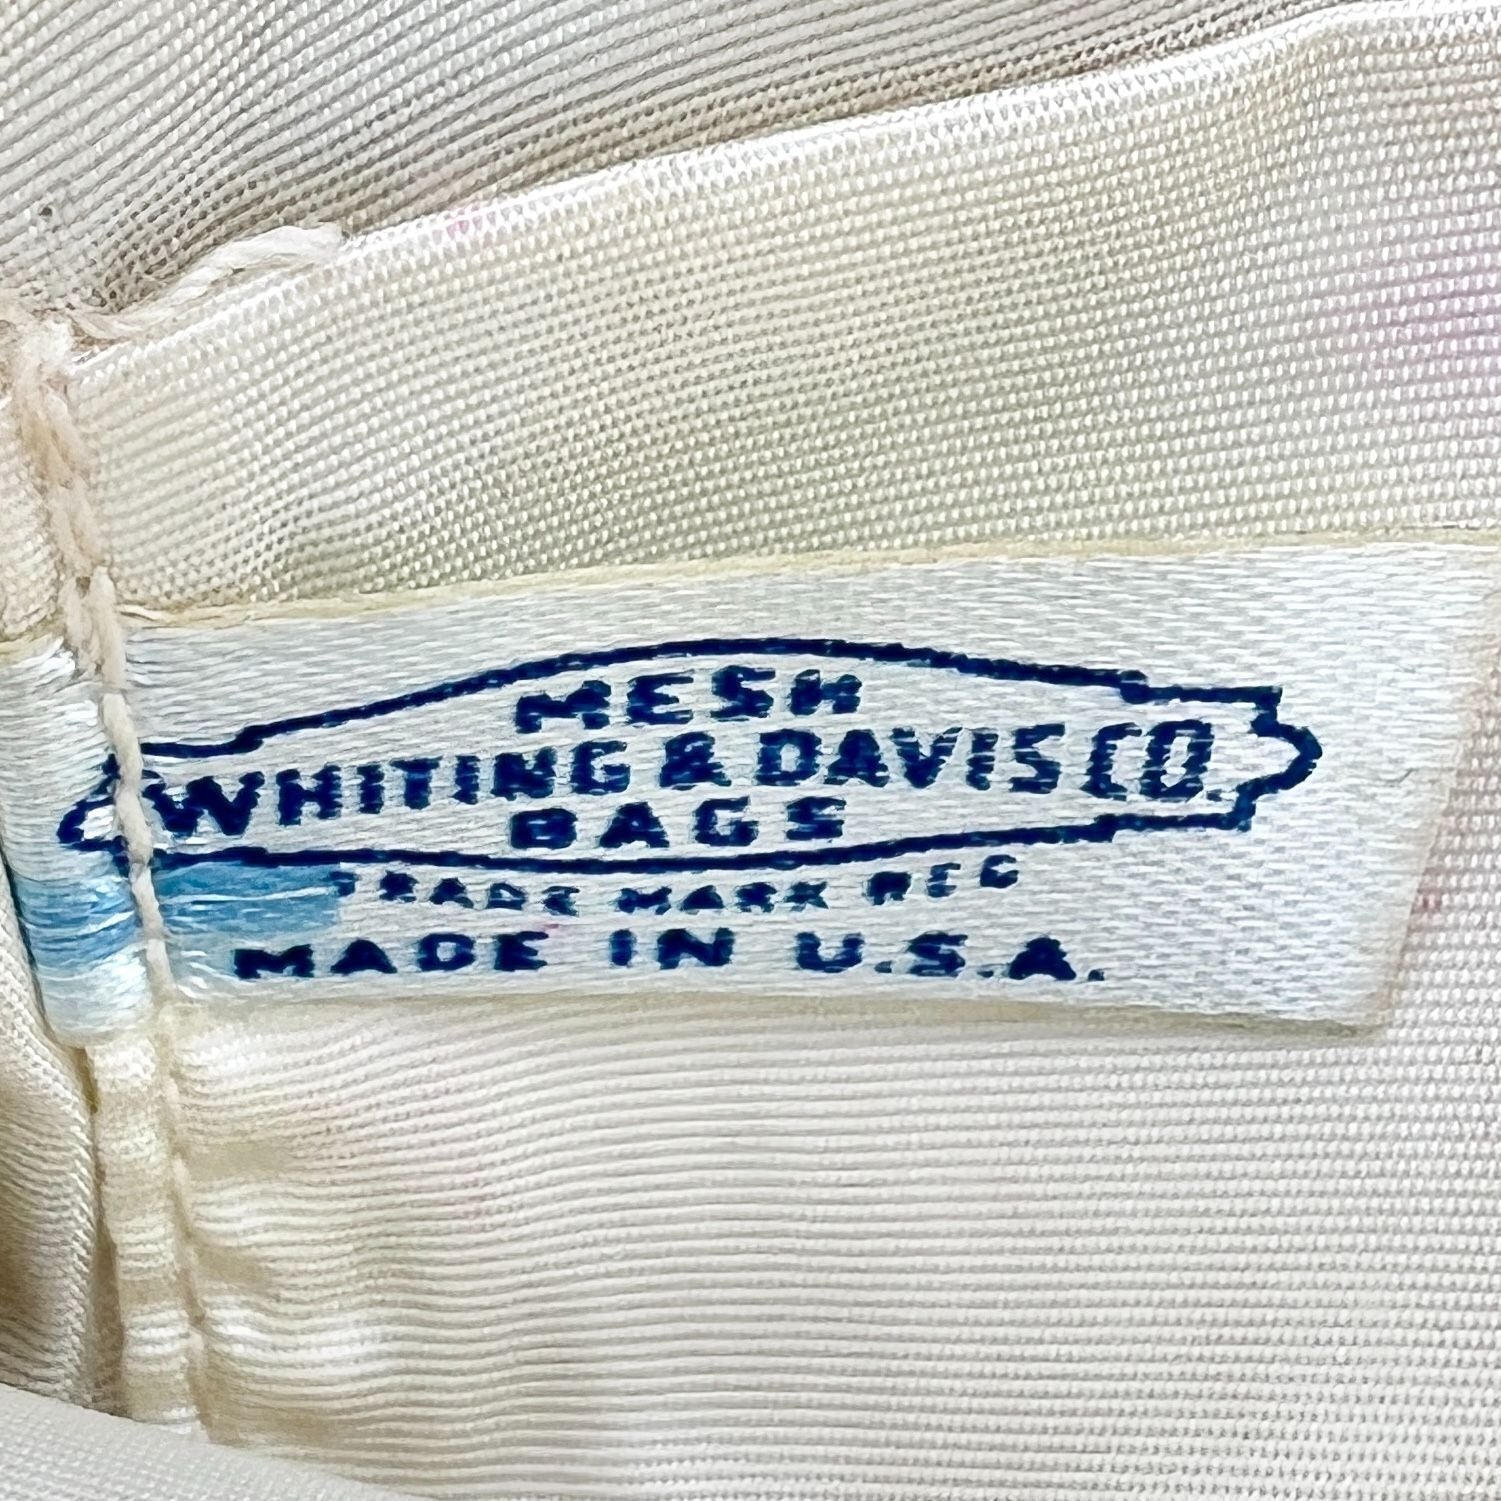 MESH
WHITING & DAVIS CO.
BAGS
TRADE MARK REG
MADE IN U.S.A.